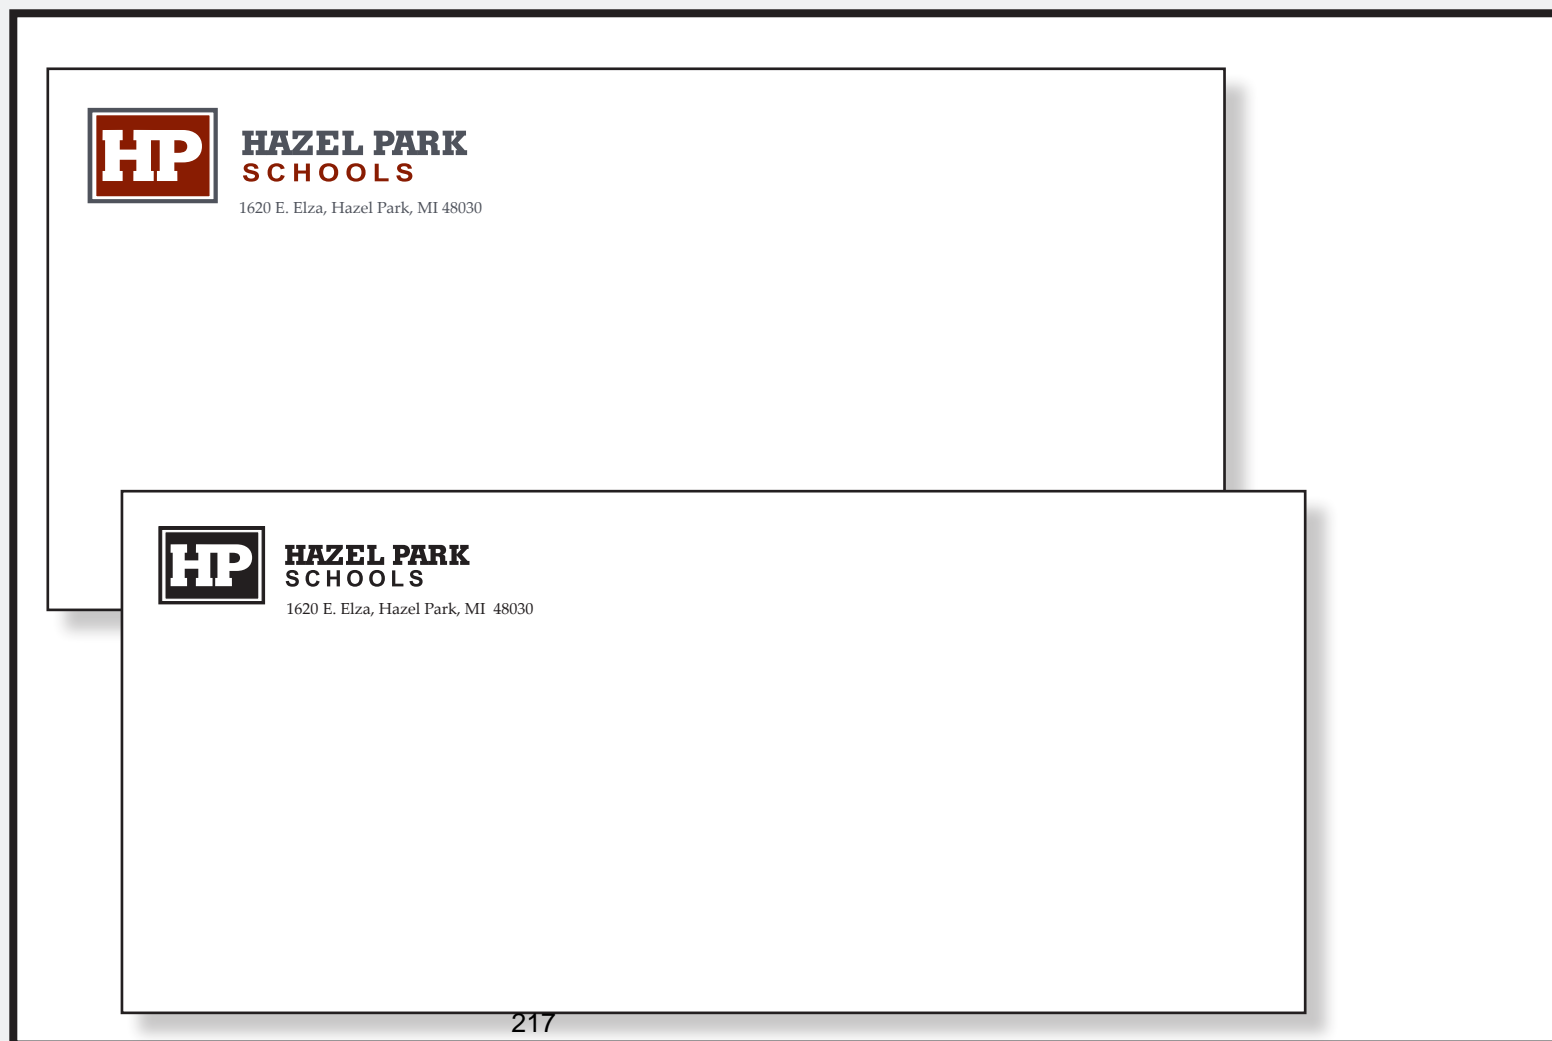 HP
HAZEL PARK
SCHOOLS
1620 E. Elza, Hazel Park, MI 48030
HP
HAZEL PARK
SCHOOLS
1620 E. Elza, Hazel Park, MI  48030
217